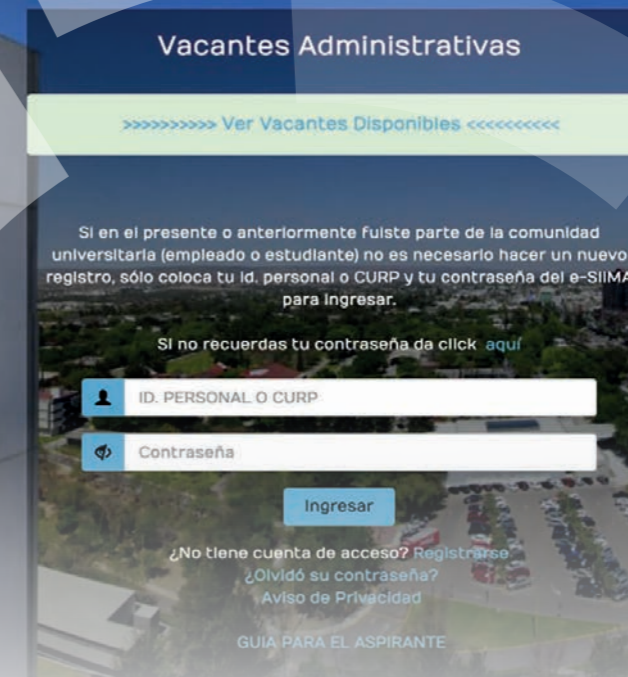 Vacantes Administrativas
>>>>>>>>>> Ver Vacantes Disponibles <<<<<<<<<<
Si en el presente o anteriormente fuiste parte de la comunidad
universitaria (empleado o estudiante) no es necesario hacer un nuevo
registro, sólo coloca tu id. personal o CURP y tu contraseña del e-SIIMA
para ingresar.
Si no recuerdas tu contraseña da click aquí
ID. PERSONAL O CURP
Contraseña
Ingresar
¿No tiene cuenta de acceso? Registrarse
¿Olvidó su contraseña?
Aviso de Privacidad
GUIA PARA EL ASPIRANTE